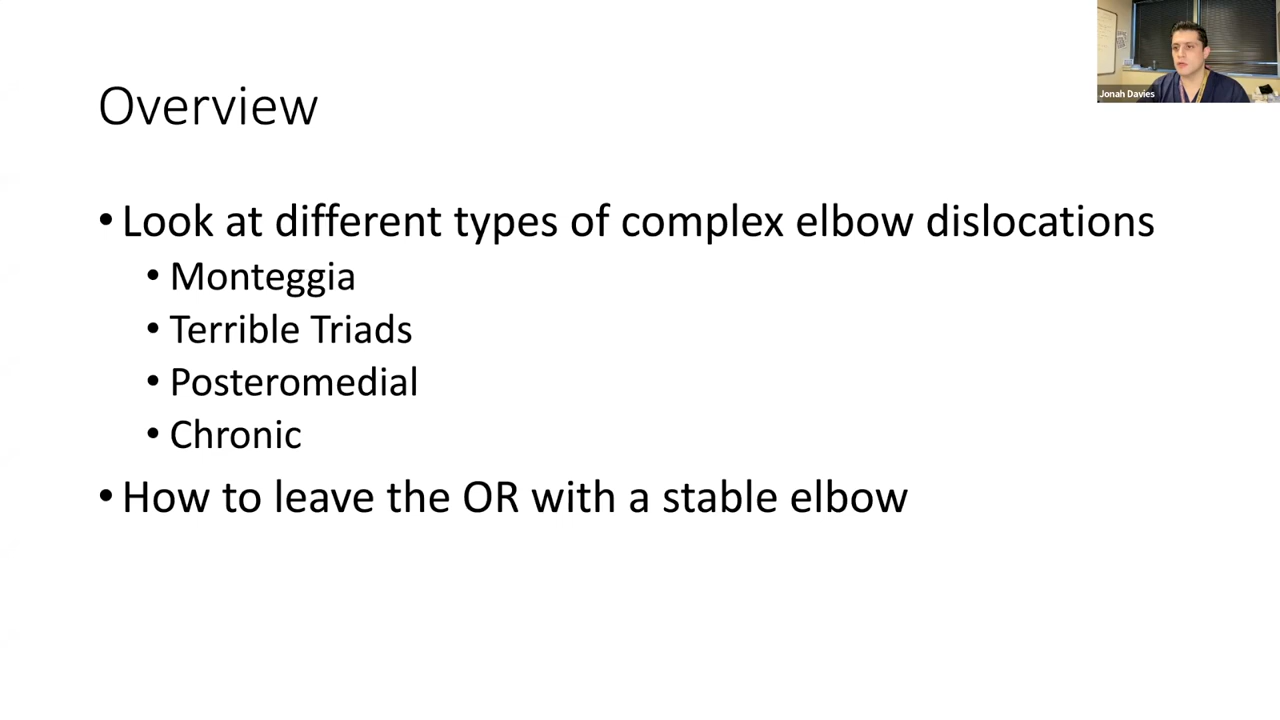 Jonah Davies
Overview
• Look at different types of complex elbow dislocations
• Monteggia
• Terrible Triads
• Posteromedial
• Chronic
• How to leave the OR with a stable elbow